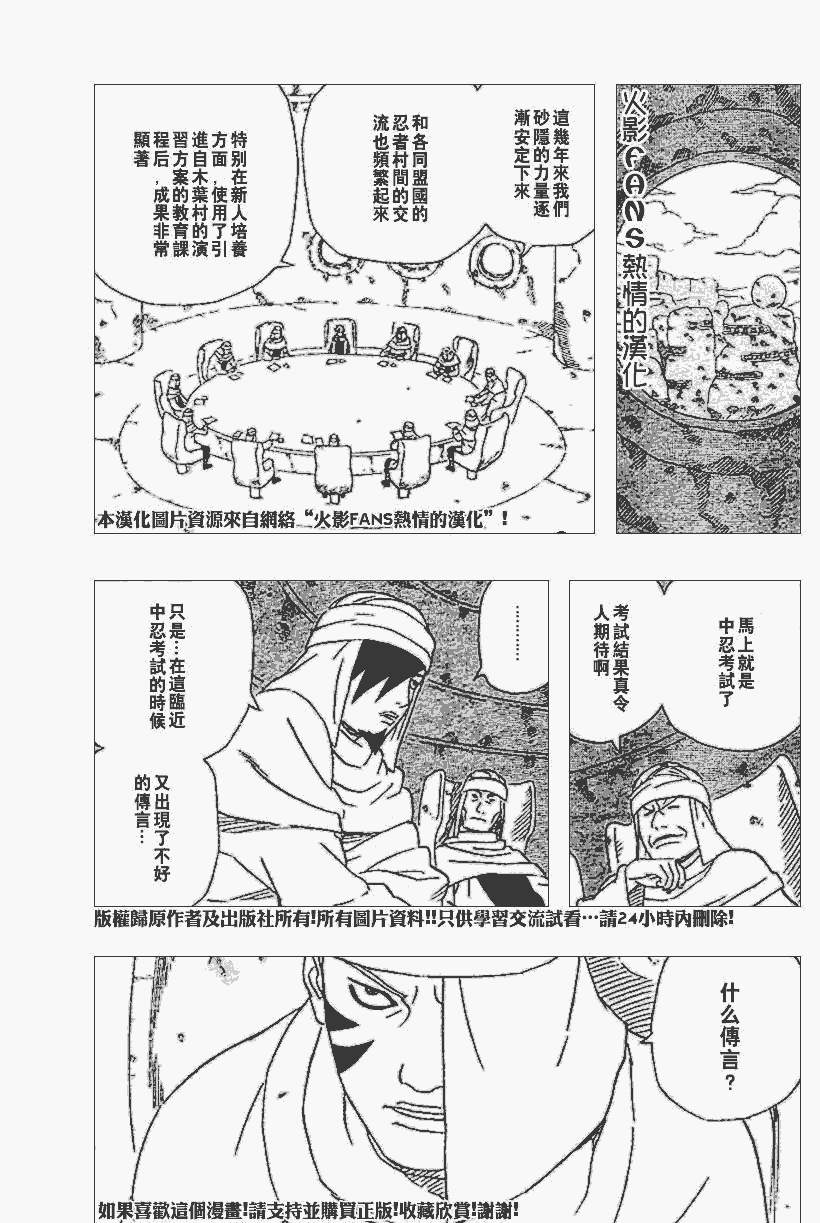 火影FANS熱情的漢化
這幾年來我們
砂隱的力量逐
漸安定下來
和各同盟國的
忍者村間的交
流也頻繁起來
特别在新人培養
方面,使用了引
進自木葉村的演
習方案的教育課
程后,成果非常
顯著
本漢化圖片資源來自網絡“火影FANS熱情的漢化”!
馬上就是
中忍考試了
考試結果真令
人期待啊
…………
只是…在這臨近
中忍考試的時候
又出現了不好
的傳言…
版權歸原作者及出版社所有!所有圖片資料!!只供學習交流試看…請24小時內刪除!
什么傳言?
如果喜歡這個漫畫!請支持並購買正版!收藏欣賞!謝謝!